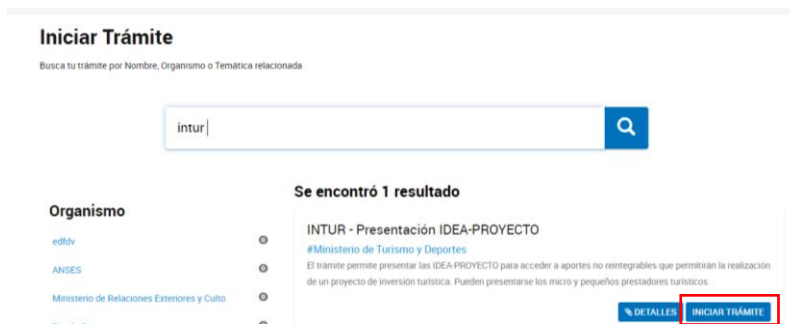 Iniciar Trámite
Busca tu trámite por Nombre, Organismo o Temática relacionada
intur
Se encontró 1 resultado
Organismo
edfdv
ANSES
Ministerio de Relaciones Exteriores y Culto
INTUR - Presentación IDEA-PROYECTO
#Ministerio de Turismo y Deportes
El trámite permite presentar las IDEA-PROYECTO para acceder a aportes no reintegrables que permitirán la realización
de un proyecto de inversión turística. Pueden presentarse los micro y pequeños prestadores turísticos.
DETALLES
INICIAR TRÁMITE